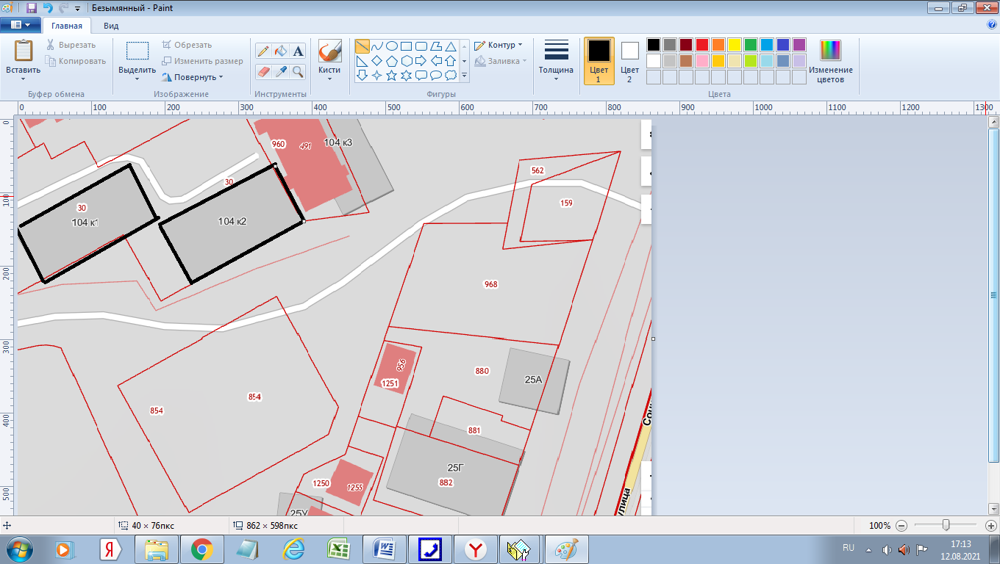 Безымянный - Paint
Главная
Вид
Вставить
Вырезать
Копировать
Буфер обмена
Выделить
Обрезать
Изменить размер
Повернуть
Изображение
A
Инструменты
Кисти
Контур
Заливка
Фигуры
Толщина
Цвет 1
Цвет 2
Изменение цветов
Цвета
0 100 200 300 400 500 600 700 800 900 1000 1100 1200 1300
0
100
200
300
400
500
960
491
104 к3
30
30
104 к1
104 к2
562
159
968
956
1251
880
25А
854
854
881
25Г
882
1250
1255
25У
Соц
улица
40 × 76пкс
862 × 598пкс
100%
Я
W
Y
RU
17:13
12.08.2021